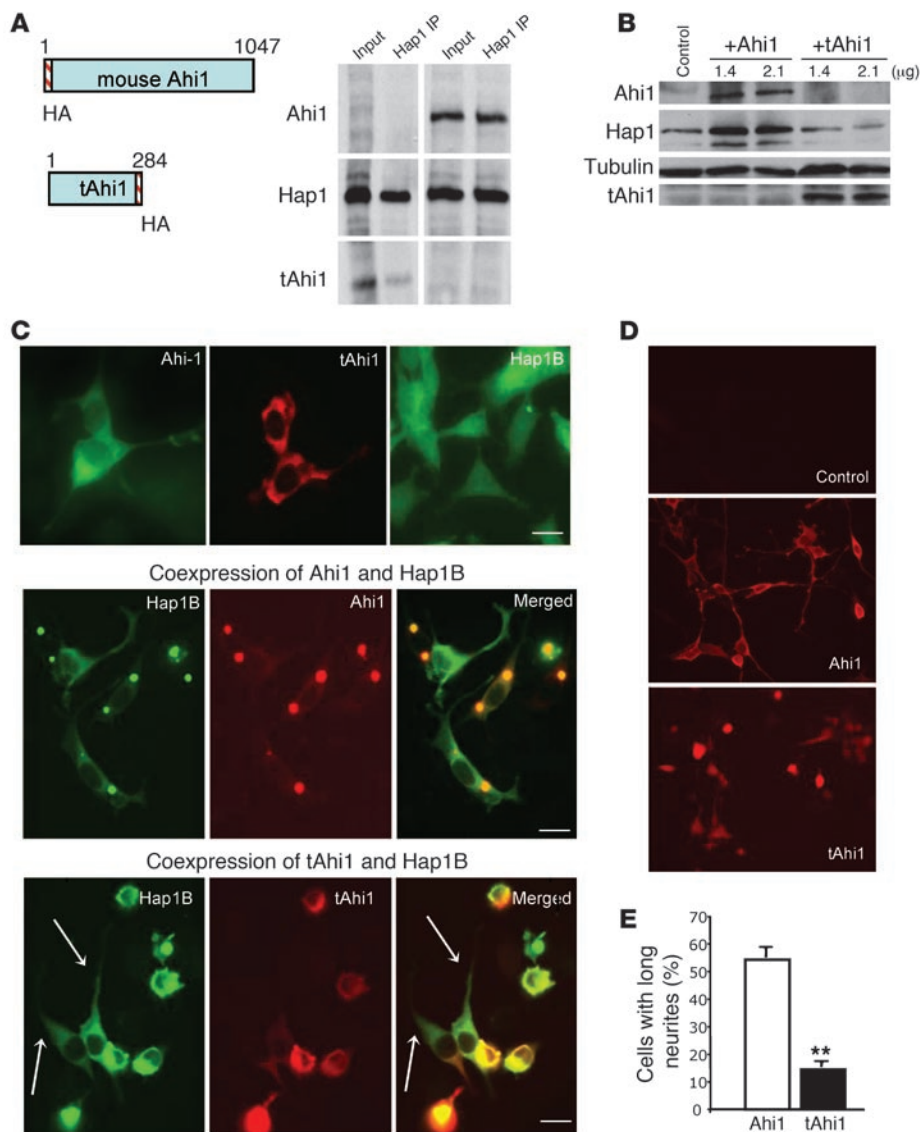 A
1 1047
mouse Ahi1
HA
1 284
tAhi1
HA
Input Hap1 IP Input Hap1 IP
Ahi1
Hap1
tAhi1
B
Control +Ahi1 +tAhi1
1.4 2.1 1.4 2.1 (µg)
Ahi1
Hap1
Tubulin
tAhi1
C
Ahi-1 tAhi1 Hap1B
Coexpression of Ahi1 and Hap1B
Hap1B Ahi1 Merged
Coexpression of tAhi1 and Hap1B
Hap1B tAhi1 Merged
D
Control
Ahi1
tAhi1
E
Cells with long
neurites (%)
70
60
50
40
30
20
10
0
**
Ahi1 tAhi1